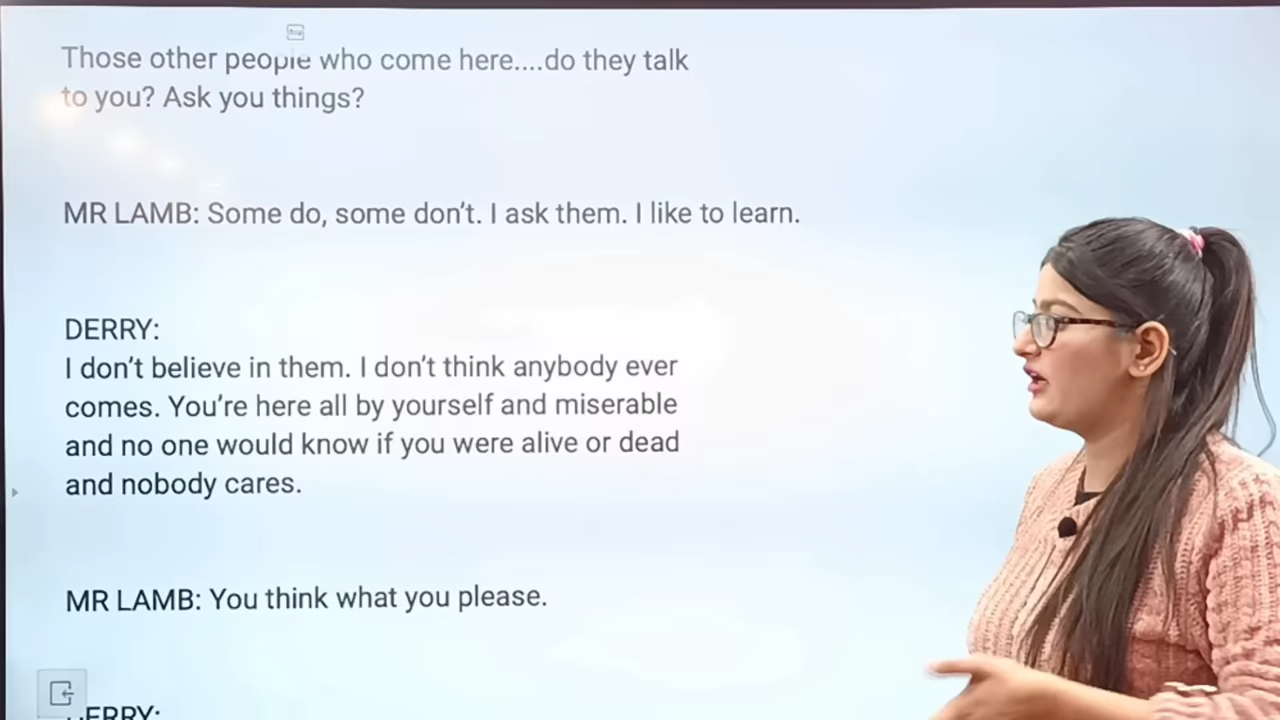 Those other people who come here....do they talk
to you? Ask you things?
MR LAMB: Some do, some don't. I ask them. I like to learn.
DERRY:
I don't believe in them. I don't think anybody ever
comes. You're here all by yourself and miserable
and no one would know if you were alive or dead
and nobody cares.
MR LAMB: You think what you please.
DERRY: